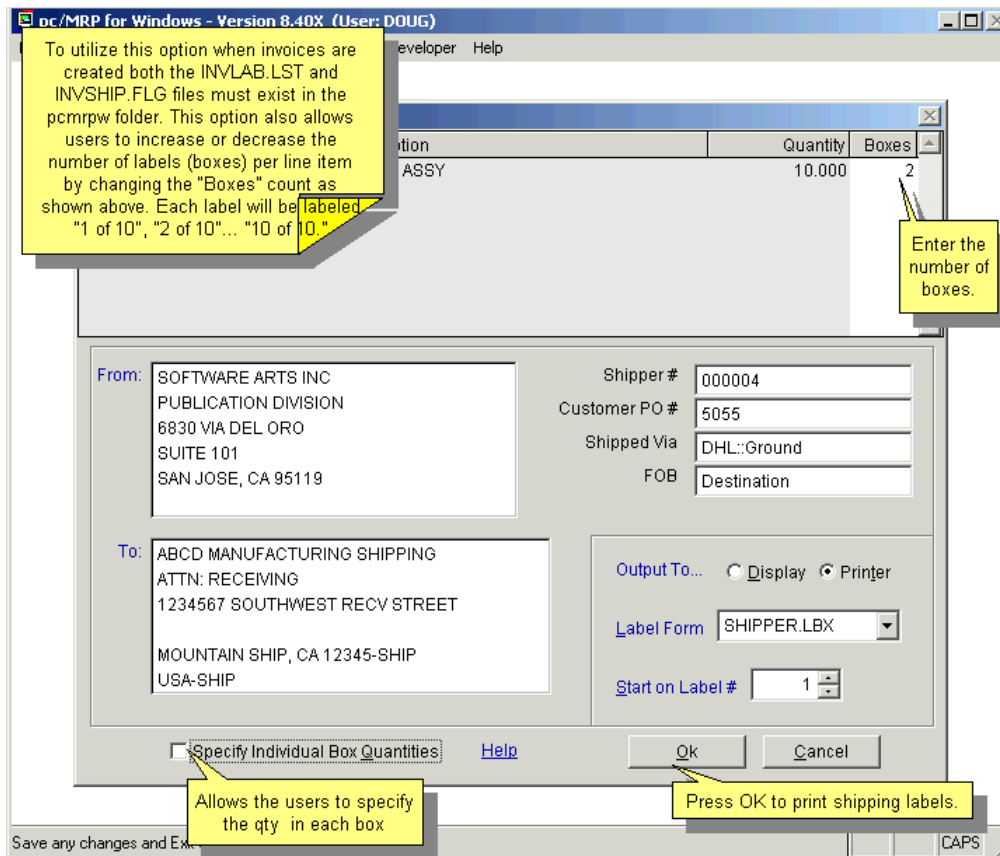 pc/MRP for Windows - Version 8.40X (User: DOUG)
eveloper Help
To utilize this option when invoices are
created both the INVLAB.LST and
INVSHIP.FLG files must exist in the
pcmrpw folder. This option also allows
users to increase or decrease the
number of labels (boxes) per line item
by changing the "Boxes" count as
shown above. Each label will be labeled
"1 of 10", "2 of 10"... "10 of 10."
Quantity Boxes
ASSY 10.000 2
Enter the
number of
boxes.
From: SOFTWARE ARTS INC
PUBLICATION DIVISION
6830 VIA DEL ORO
SUITE 101
SAN JOSE, CA 95119
Shipper # 000004
Customer PO # 5055
Shipped Via DHL::Ground
FOB Destination
To: ABCD MANUFACTURING SHIPPING
ATTN: RECEIVING
1234567 SOUTHWEST RECV STREET
MOUNTAIN SHIP, CA 12345-SHIP
USA-SHIP
Output To... Display Printer
Label Form SHIPPER.LBX
Start on Label # 1
Specify Individual Box Quantities Help Ok Cancel
Allows the users to specify
the qty in each box
Press OK to print shipping labels.
Save any changes and Ex
CAPS